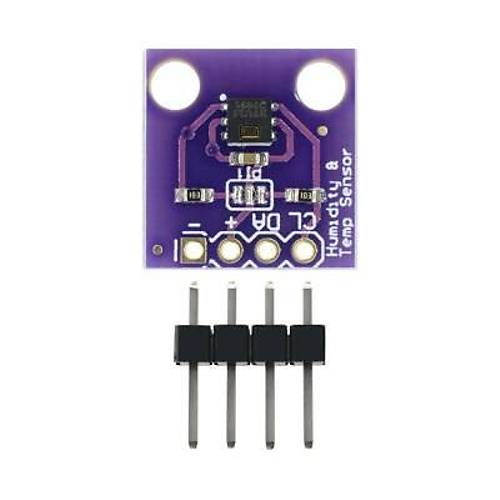 103
103
− + DA CL
Humidity &
Temp Sensor